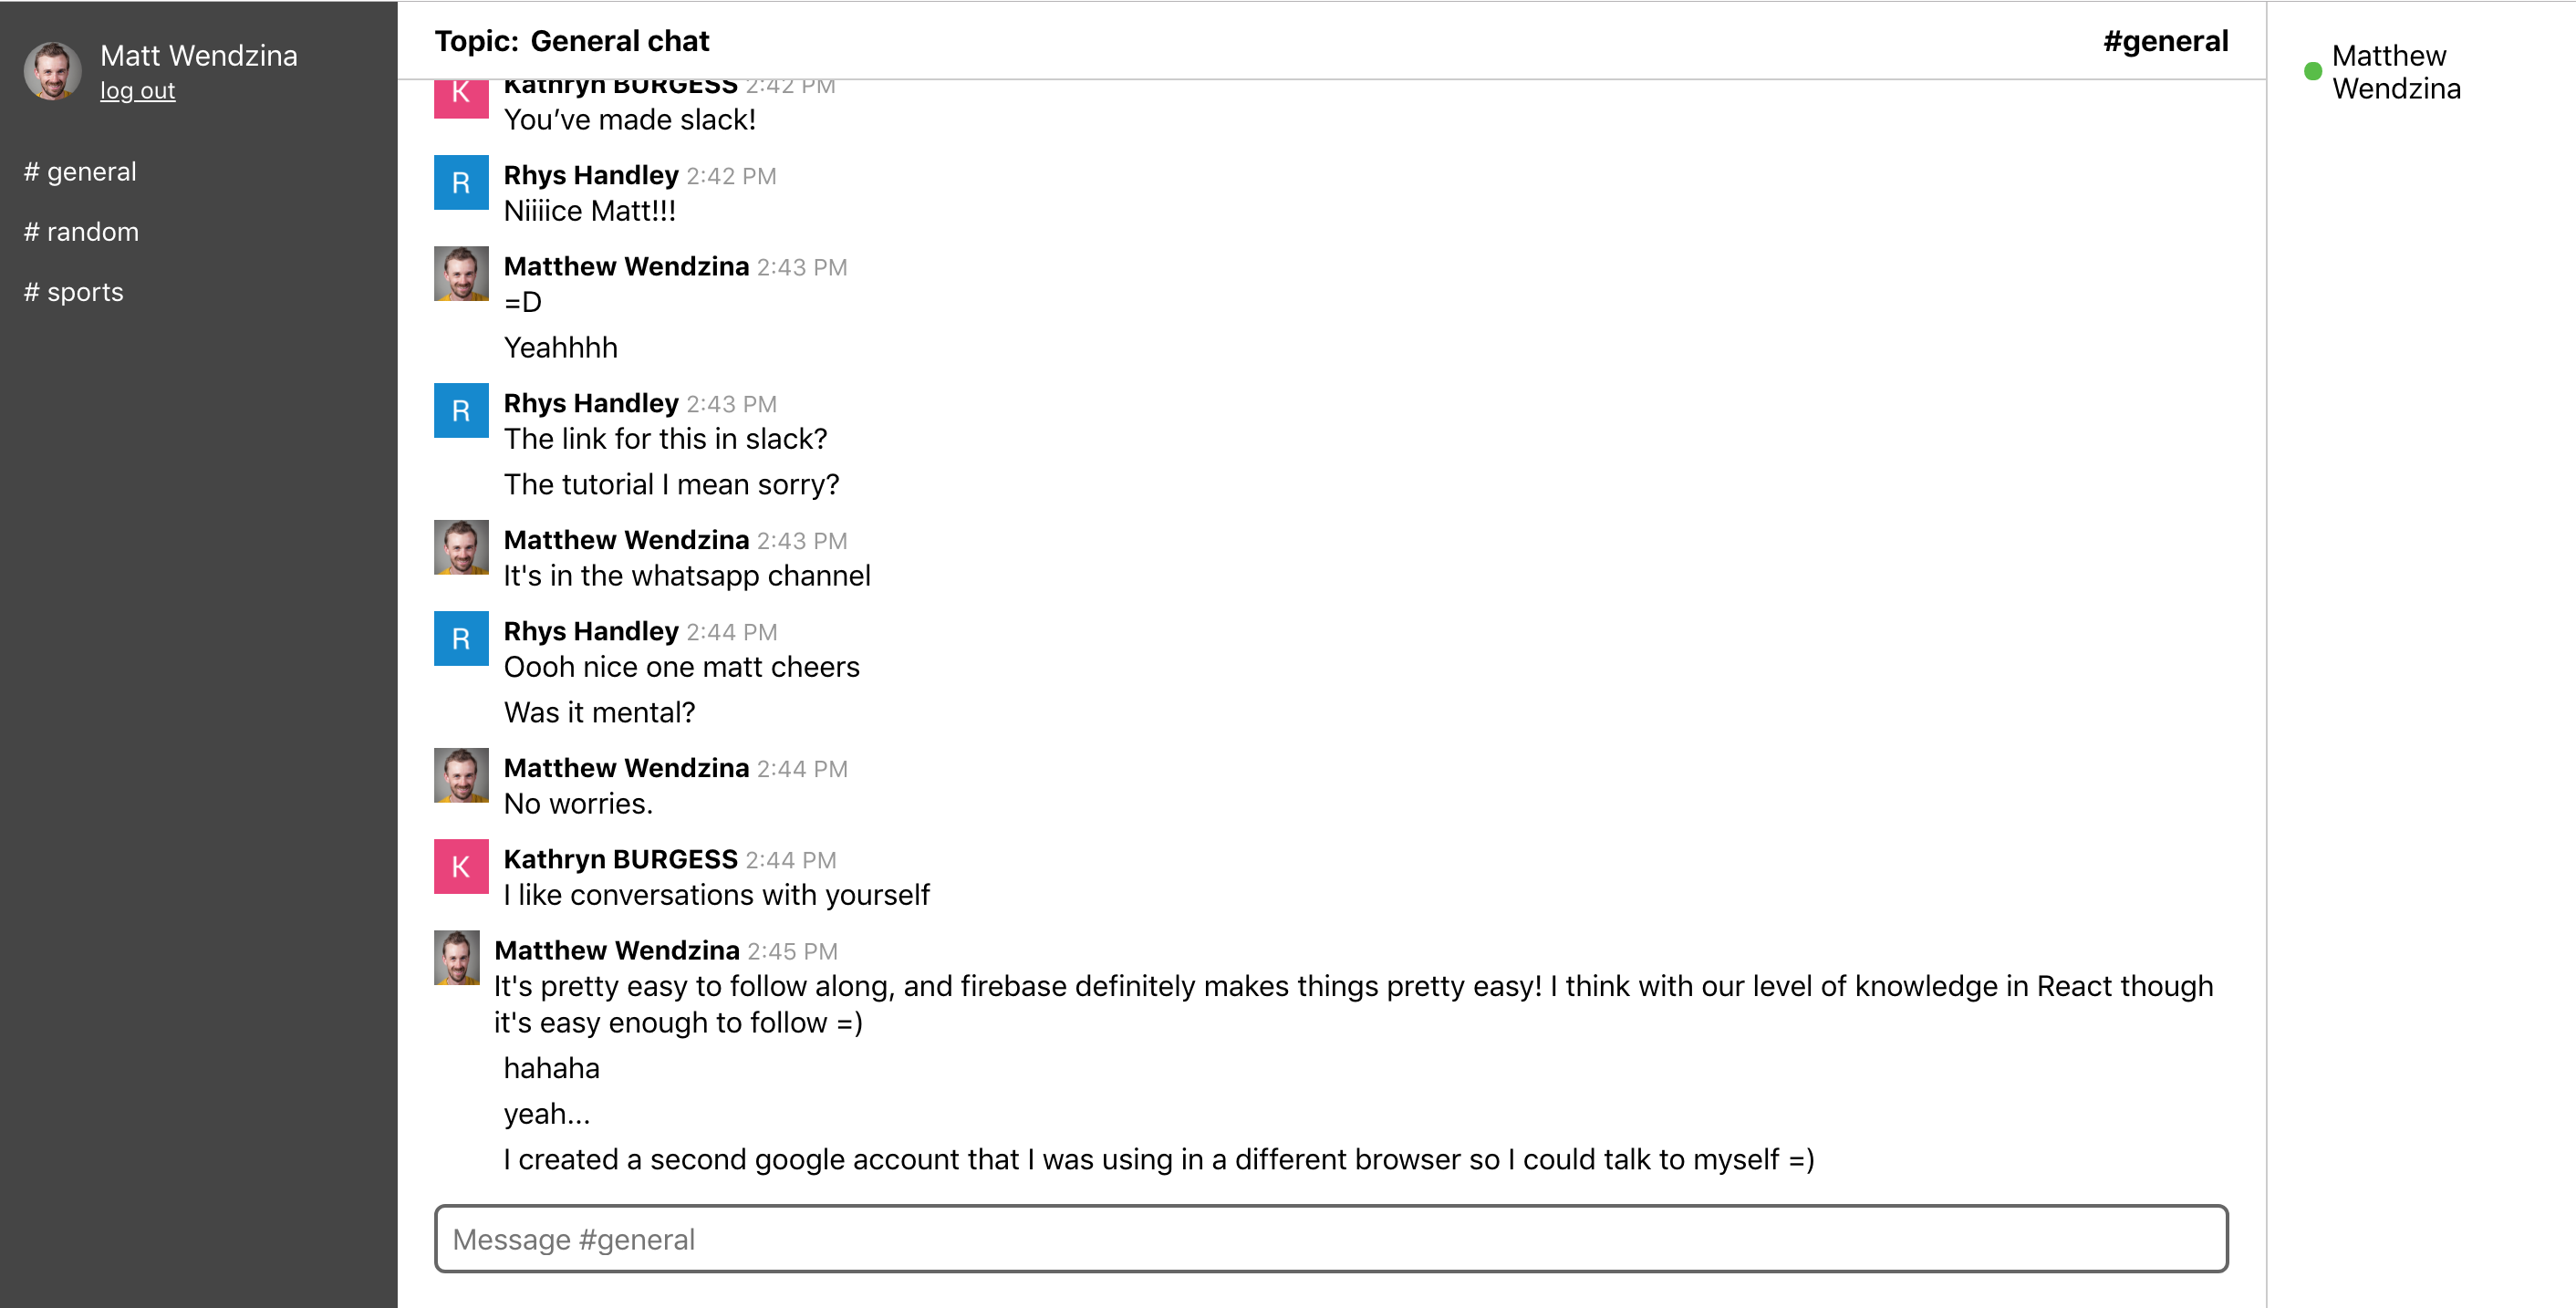 Matt Wendzina
log out
# general
# random
# sports
Topic: General chat
#general
K
Kathryn BURGESS 2:42 PM
You’ve made slack!
R
Rhys Handley 2:42 PM
Niiiice Matt!!!
Matthew Wendzina 2:43 PM
=D
Yeahhhh
R
Rhys Handley 2:43 PM
The link for this in slack?
The tutorial I mean sorry?
Matthew Wendzina 2:43 PM
It's in the whatsapp channel
R
Rhys Handley 2:44 PM
Oooh nice one matt cheers
Was it mental?
Matthew Wendzina 2:44 PM
No worries.
K
Kathryn BURGESS 2:44 PM
I like conversations with yourself
Matthew Wendzina 2:45 PM
It's pretty easy to follow along, and firebase definitely makes things pretty easy! I think with our level of knowledge in React though
it's easy enough to follow =)
hahaha
yeah...
I created a second google account that I was using in a different browser so I could talk to myself =)
Message #general
Matthew
Wendzina